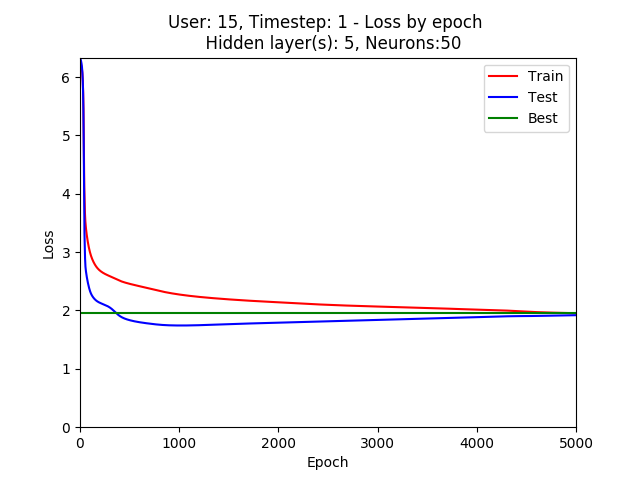 User: 15, Timestep: 1 - Loss by epoch
Hidden layer(s): 5, Neurons:50
Train
Test
Best
Loss
6
5
4
3
2
1
0
0
1000
2000
3000
4000
5000
Epoch